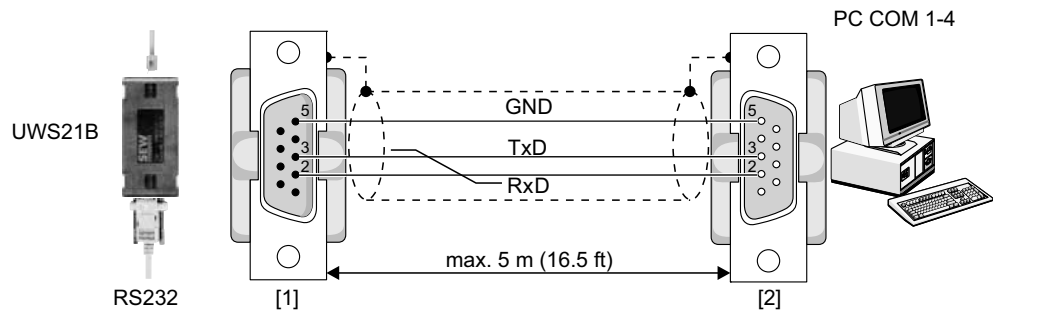 PC COM 1-4
UWS21B
SEW
5
GND
5
3
TxD
3
2
RxD
2
max. 5 m (16.5 ft)
RS232
[1]
[2]